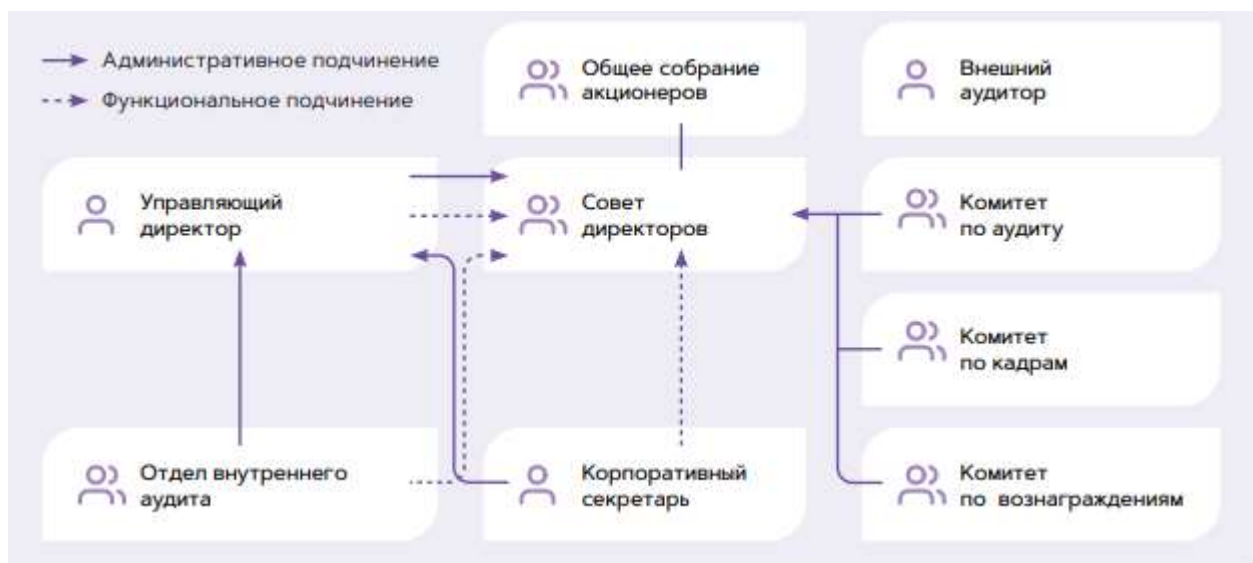 Административное подчинение
Функциональное подчинение
Общее собрание
акционеров
Внешний
аудитор
Управляющий
директор
Совет
директоров
Комитет
по аудиту
Комитет
по кадрам
Отдел внутреннего
аудита
Корпоративный
секретарь
Комитет
по вознаграждениям